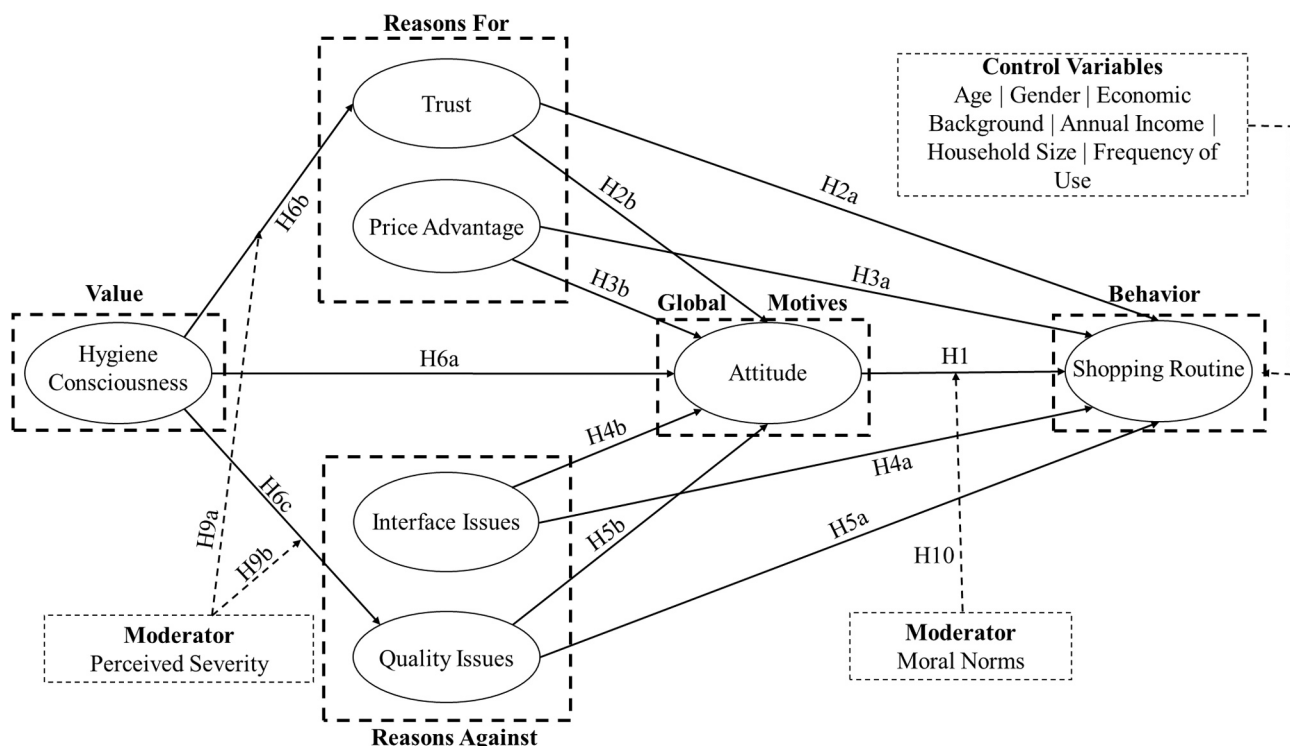 Reasons For
Trust
Price Advantage
Control Variables
Age | Gender | Economic
Background | Annual Income |
Household Size | Frequency of
Use
H6b
H2b
H2a
H3b
H3a
Value
Hygiene
Consciousness
H6a
Global Motives
Attitude
H1
Behavior
Shopping Routine
H4b
H4a
H6c
H5b
H5a
H9a
H9b
H10
Interface Issues
Quality Issues
Reasons Against
Moderator
Perceived Severity
Moderator
Moral Norms